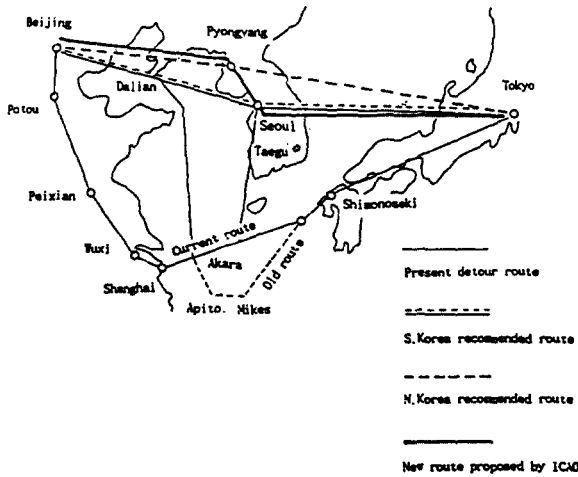 Beijing
Pyongyang
Dalian
Tokyo
Potou
Seoul
Taegu
Peixian
Shimonoseki
Wuxi
Current route
Akara
Old route
Shanghai
Apito. Mikes
Present detour route
S.Korea recommended route
N.Korea recommended route
New route proposed by ICAO